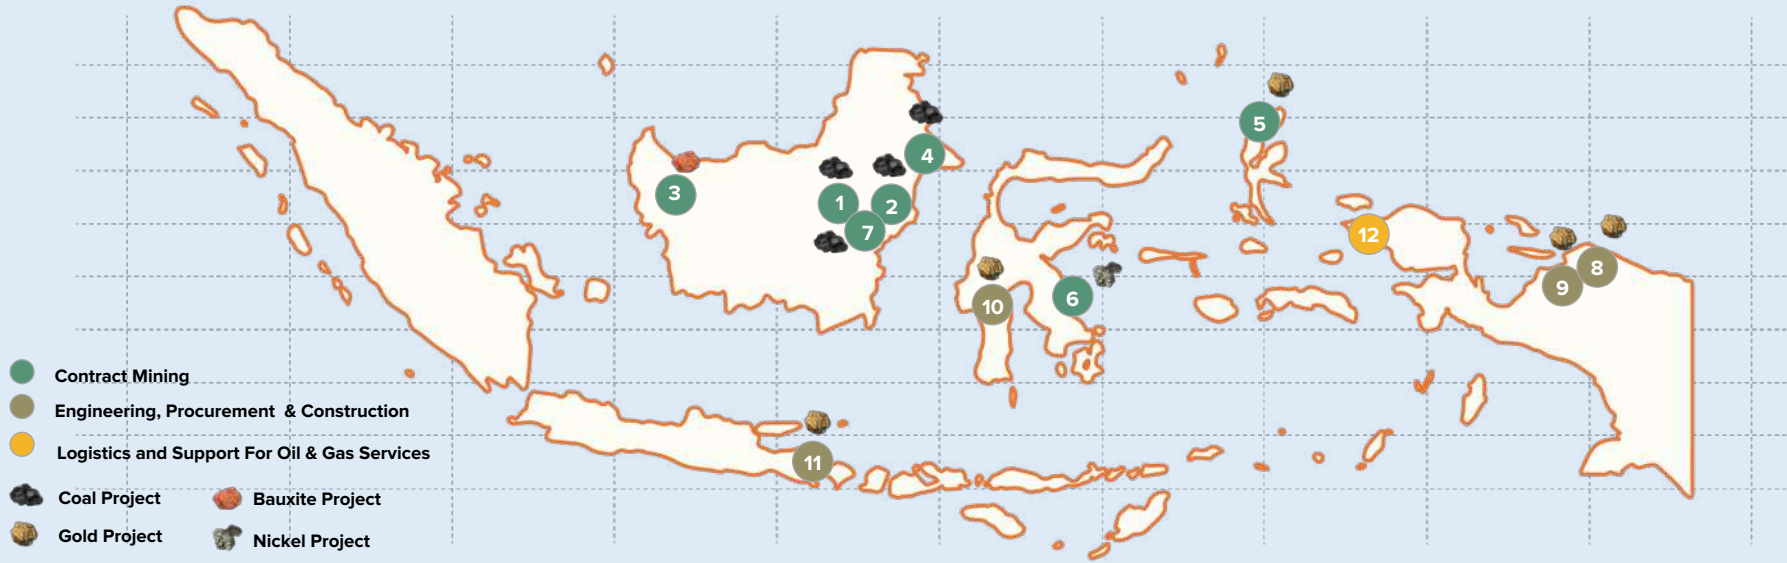 5
4
3
1
2
7
12
8
9
10
6
11
Contract Mining
Engineering, Procurement & Construction
Logistics and Support For Oil & Gas Services
Coal Project
Bauxite Project
Gold Project
Nickel Project